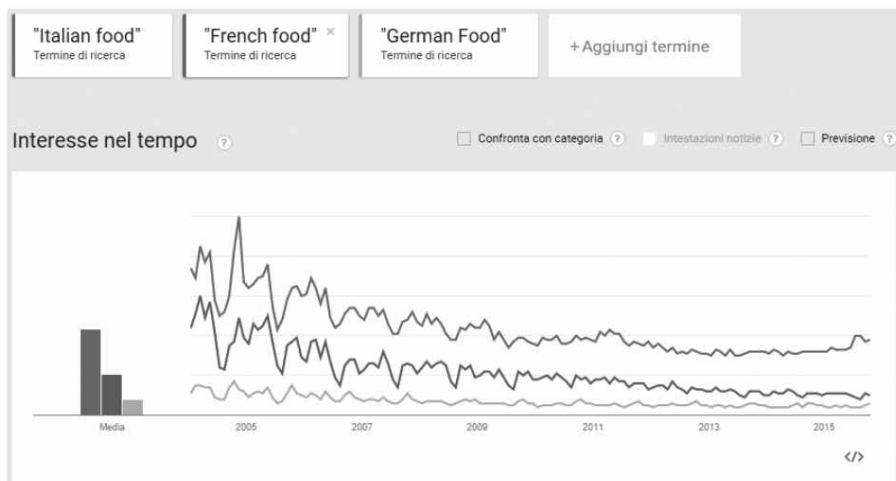 "Italian food"
Termine di ricerca
"French food" ×
Termine di ricerca
"German Food"
Termine di ricerca
+ Aggiungi termine
Interesse nel tempo ?
Confronta con categoria ?
Intestazioni notizie ?
Previsione ?
Media
2005
2007
2009
2011
2013
2015
</>